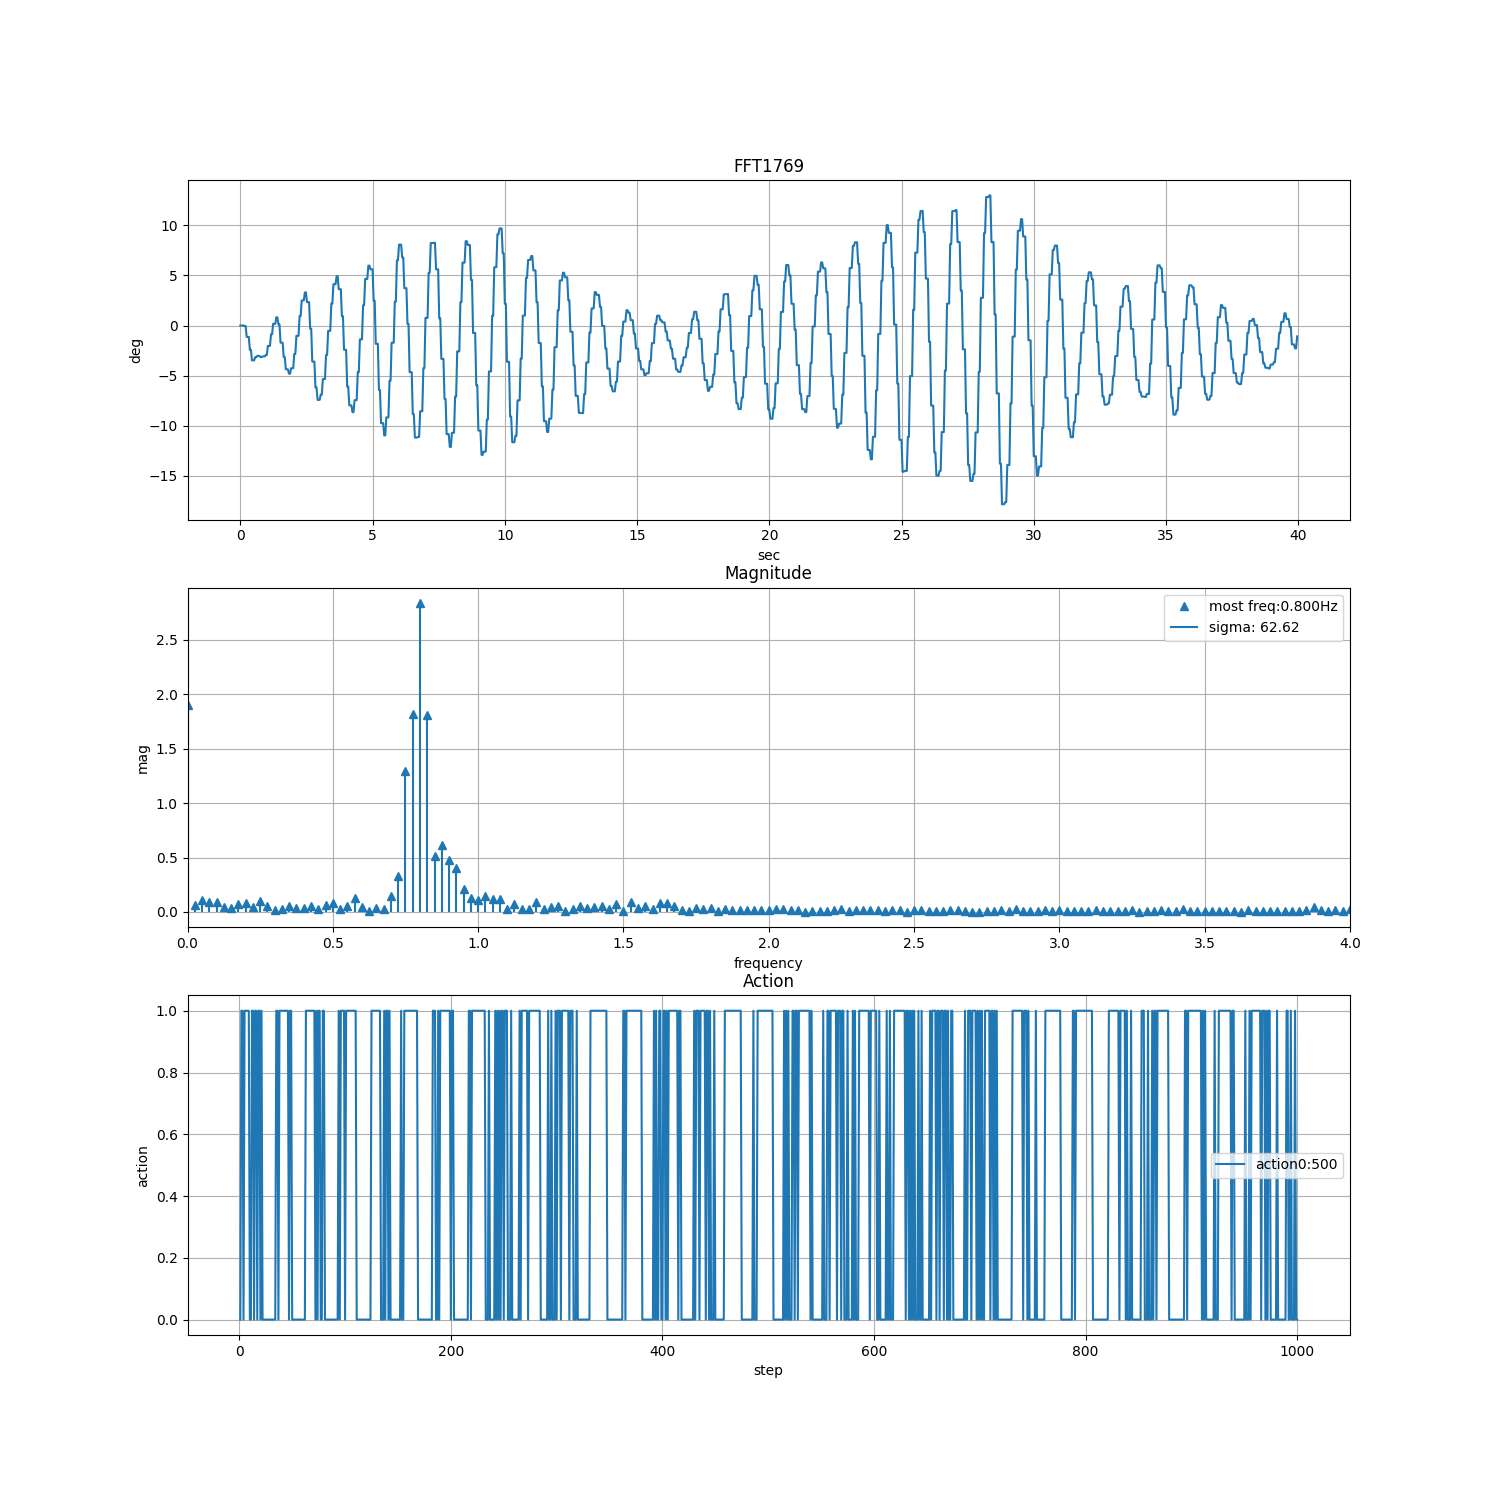 FFT1769
10
5
0
−5
−10
−15
deg
0 5 10 15 20 25 30 35 40
sec
Magnitude
most freq:0.800Hz
sigma: 62.62
2.5
2.0
1.5
1.0
0.5
0.0
mag
0.0 0.5 1.0 1.5 2.0 2.5 3.0 3.5 4.0
frequency
Action
1.0
0.8
0.6
0.4
0.2
0.0
action
action0:500
0 200 400 600 800 1000
step